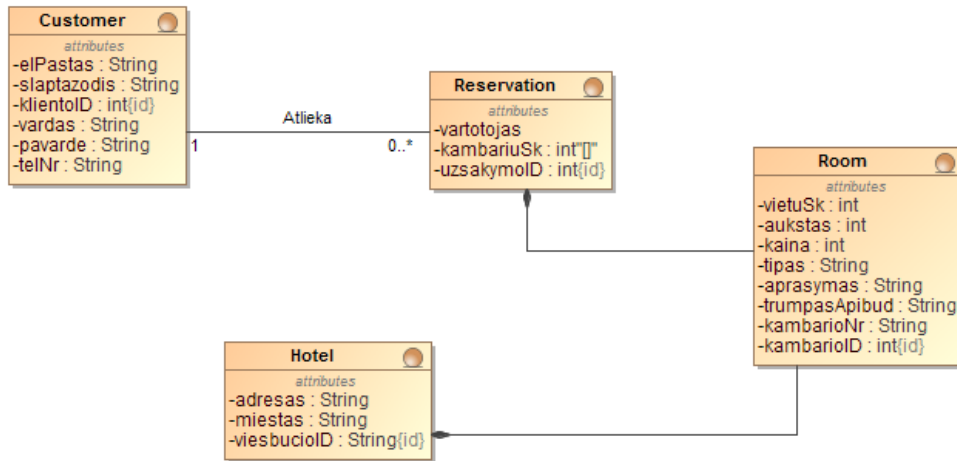 Customer
attributes
-elPastas : String
-slaptazodis : String
-klientoID : int{id}
-vardas : String
-pavarde : String
-telNr : String
Atlieka
1
0..*
Reservation
attributes
-vartotojas
-kambariuSk : int"[]"
-uzsakymoID : int{id}
Room
attributes
-vietuSk : int
-aukstas : int
-kaina : int
-tipas : String
-aprasymas : String
-trumpasApibud : String
-kambarioNr : String
-kambarioID : int{id}
Hotel
attributes
-adresas : String
-miestas : String
-viesbucioID : String{id}